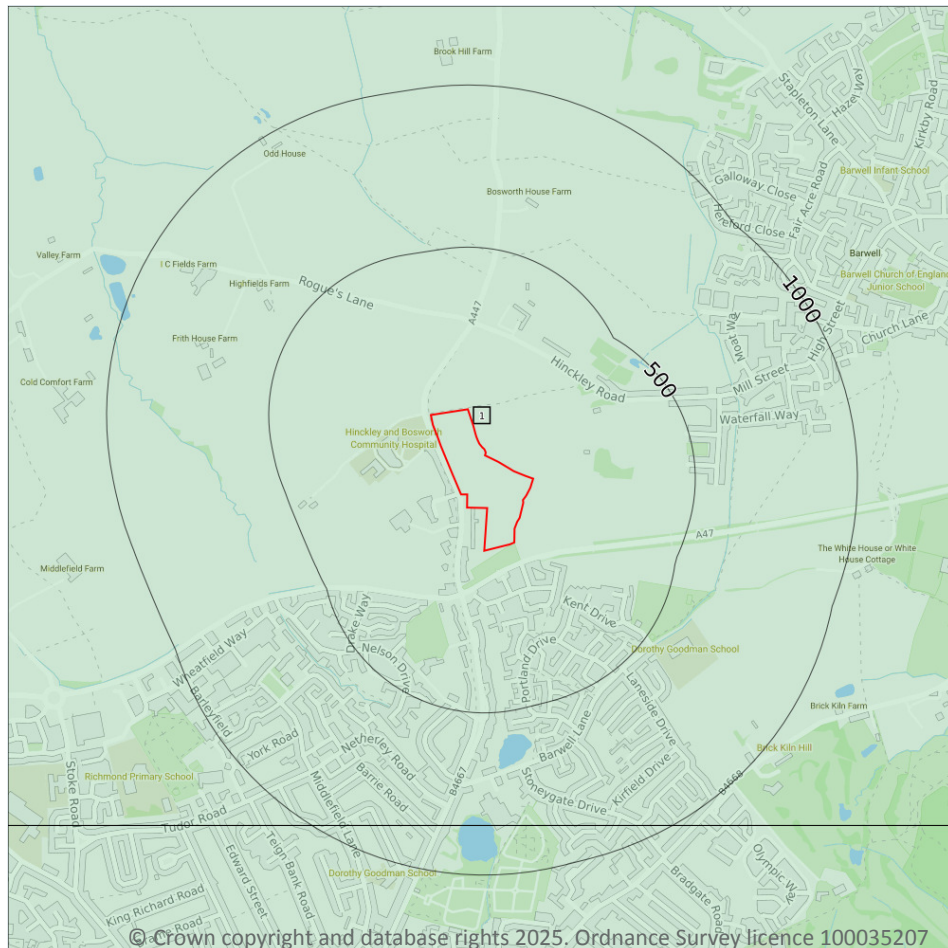 Brook Hill Farm
Stapleton Lane
Hazel Way
Kirkby Road
Odd House
Galloway Close
Barwell Infant School
Bosworth House Farm
Hereford Close
Fair Acre Road
Valley Farm
I C Fields Farm
Highfields Farm
Rogue's Lane
A447
Barwell
Barwell Church of England
Junior School
1000
Frith House Farm
Moat Way
High Street
Church Lane
Cold Comfort Farm
Hinckley Road
500
Mill Street
Waterfall Way
1
Hinckley and Bosworth
Community Hospital
A47
The White House or White
House Cottage
Middlefield Farm
Drake Way
Kent Drive
Wheatfield Way
Nelson Drive
Portland Drive
Dorothy Goodman School
Barleyfield
Laneside Drive
Brick Kiln Farm
York Road
Netherley Road
Barwell Lane
Brick Kiln Hill
Stoke Road
Richmond Primary School
Barrie Road
B4667
Stoneygate Drive
Kirfield Drive
B4668
Middlefield Lane
Tudor Road
Edward Street
Teign Bank Road
Dorothy Goodman School
Olympic Way
Bradgate Road
King Richard Road
© Crown copyright and database rights 2025. Ordnance Survey licence 100035207